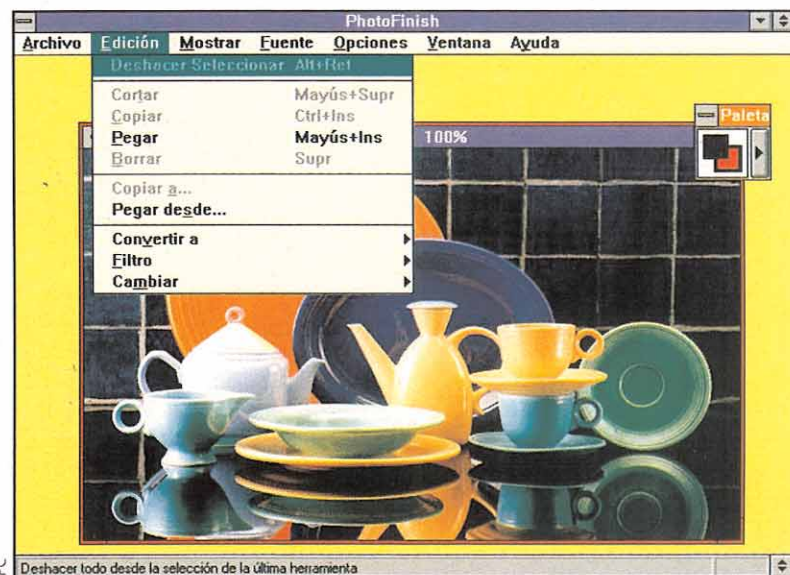 PhotoFinish
Archivo Edición Mostrar Fuente Opciones Ventana Ayuda
Deshacer Seleccionar Alt+Ret
Cortar Mayús+Supr
Copiar Ctrl+Ins
Pegar Mayús+Ins
Borrar Supr
Copiar a...
Pegar desde...
Convertir a
Filtro
Cambiar
100%
Paleta
Deshacer todo desde la selección de la última herramienta